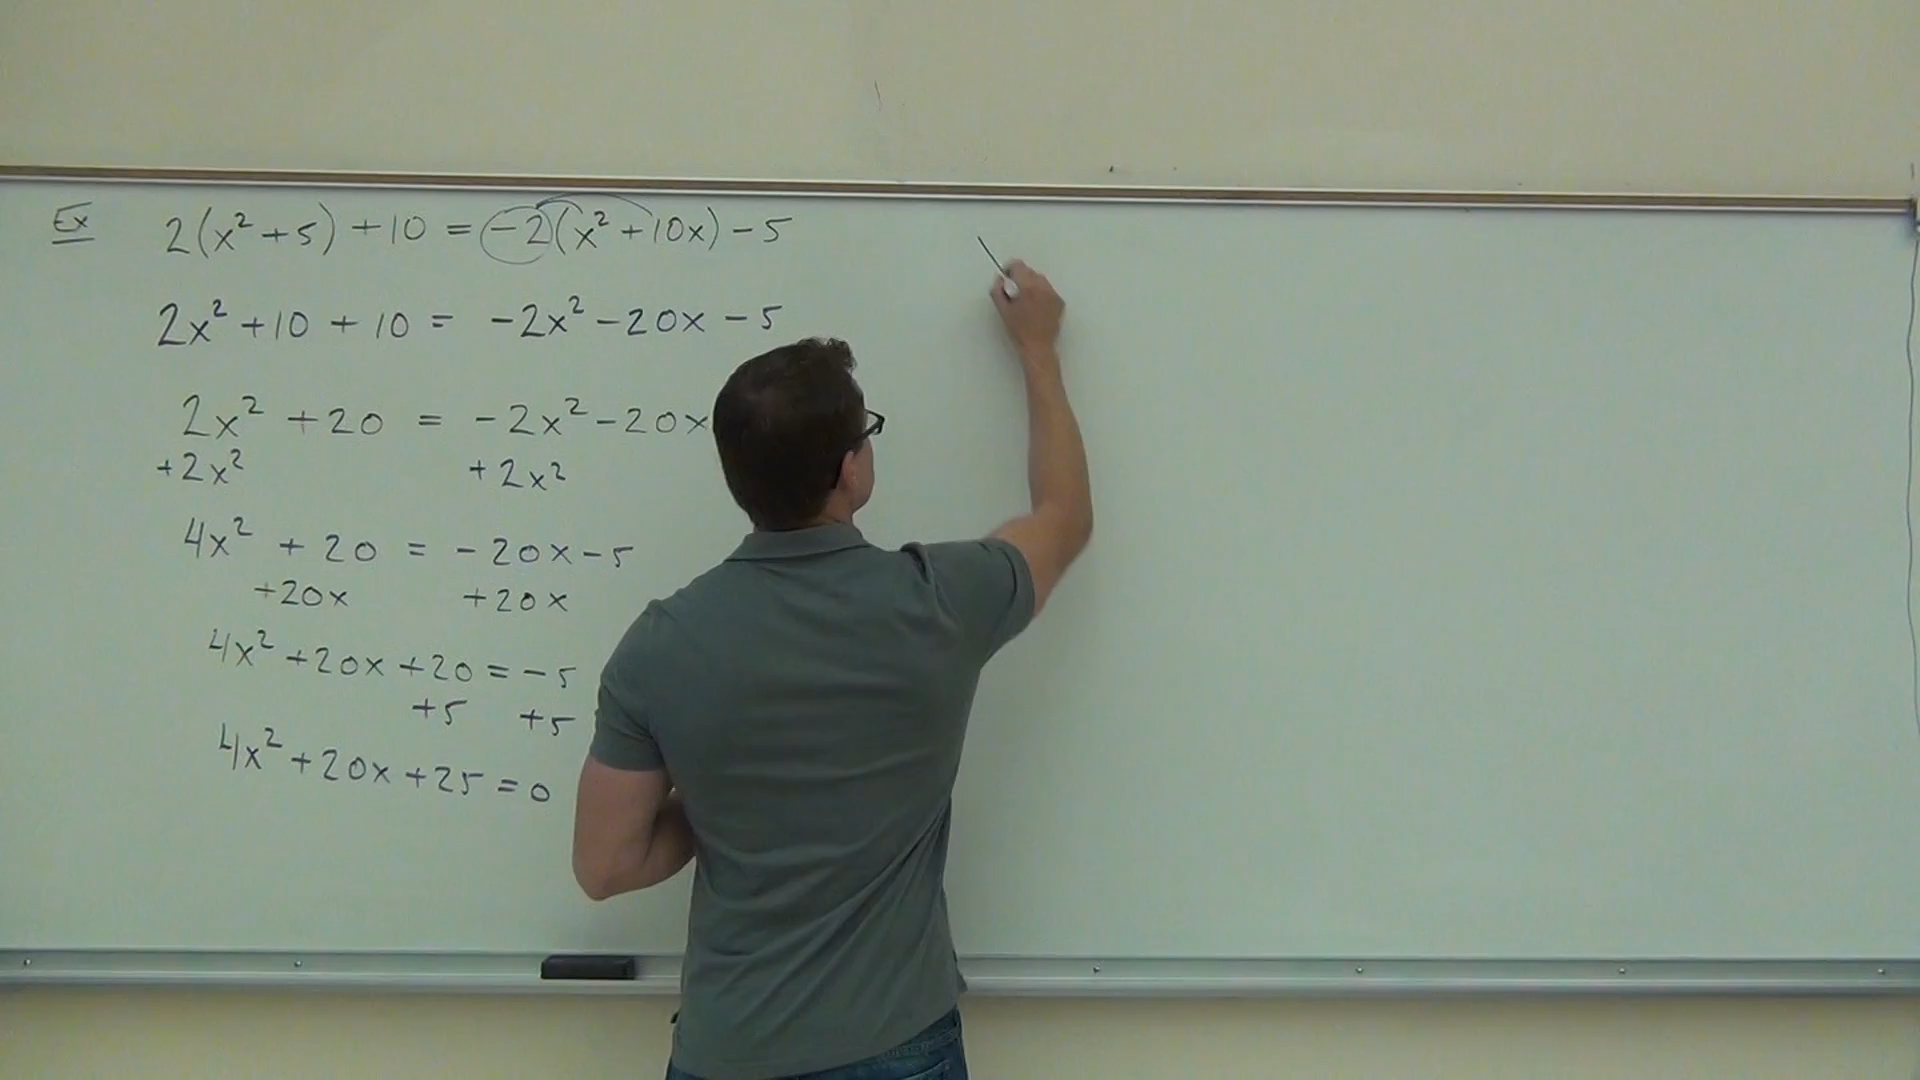 Ex 2(x² + 5) + 10 = -2(x² + 10x) - 5
2x² + 10 + 10 = -2x² - 20x - 5
2x² + 20 = -2x² - 20x
+2x² +2x²
4x² + 20 = -20x - 5
+20x +20x
4x² + 20x + 20 = -5
+5 +5
4x² + 20x + 25 = 0